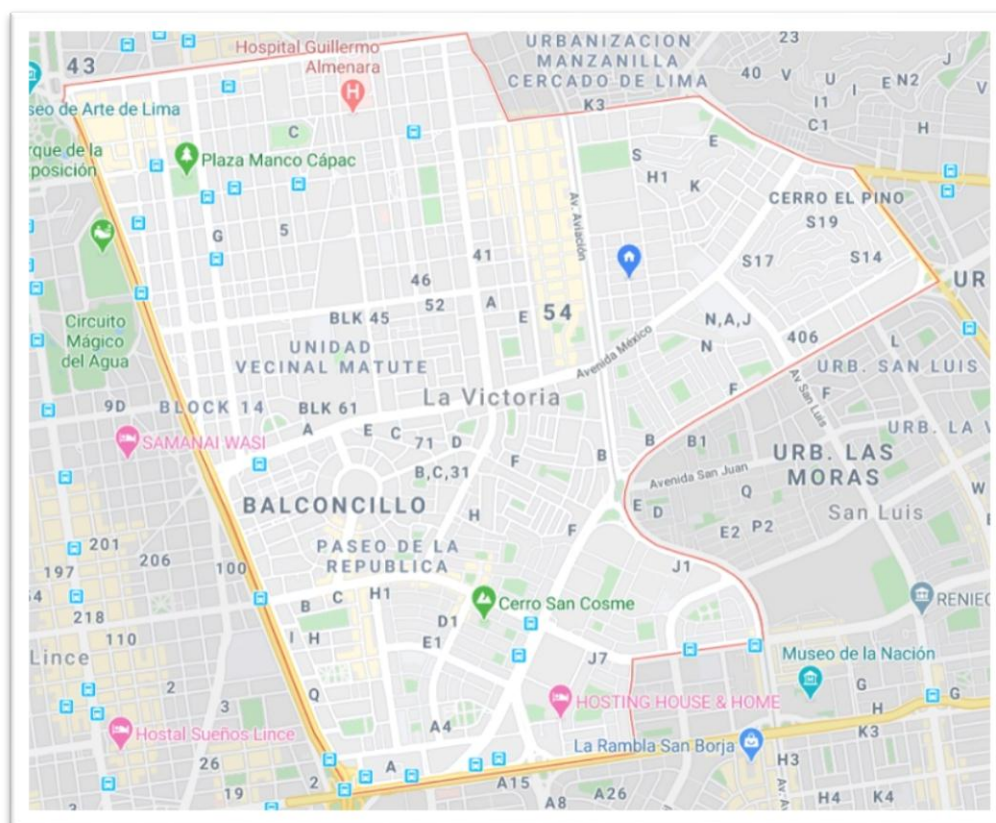 43
Hospital Guillermo
Almenara
URBANIZACION
MANZANILLA
CERCADO DE LIMA
23
40
V
U
I
E
N2
J
V
I1
C1
H
K3
seo de Arte de Lima
rque de la
xposición
Plaza Manco Cápac
C
S
H1
K
E
CERRO EL PINO
S19
S17
S14
UR
G
5
41
46
52
A
E
54
Av. Aviación
BLK 45
UNIDAD
VECINAL MATUTE
Circuito
Mágico
del Agua
N,A,J
N
406
L
URB. SAN LUIS
Avenida México
La Victoria
F
Av San Luis
F
9D
BLOCK 14
BLK 61
A
E
C
71
D
B,C,31
F
B
B
B1
SAMANAI WASI
URB. LA V
URB. LAS
MORAS
Avenida San Juan
Q
W
San Luis
E
D
E2
P2
BALCONCILLO
H
F
PASEO DE LA
REPUBLICA
201
206
197
100
J1
54
218
110
B
C
H1
D1
Cerro San Cosme
RENIEC
I
H
E1
J7
Lince
2
3
Q
Museo de la Nación
G
G
H
K3
HOSTING HOUSE & HOME
Hostal Sueños Lince
A4
La Rambla San Borja
26
19
2
A
A15
A8
A26
H3
H4
K4
Av. A
3